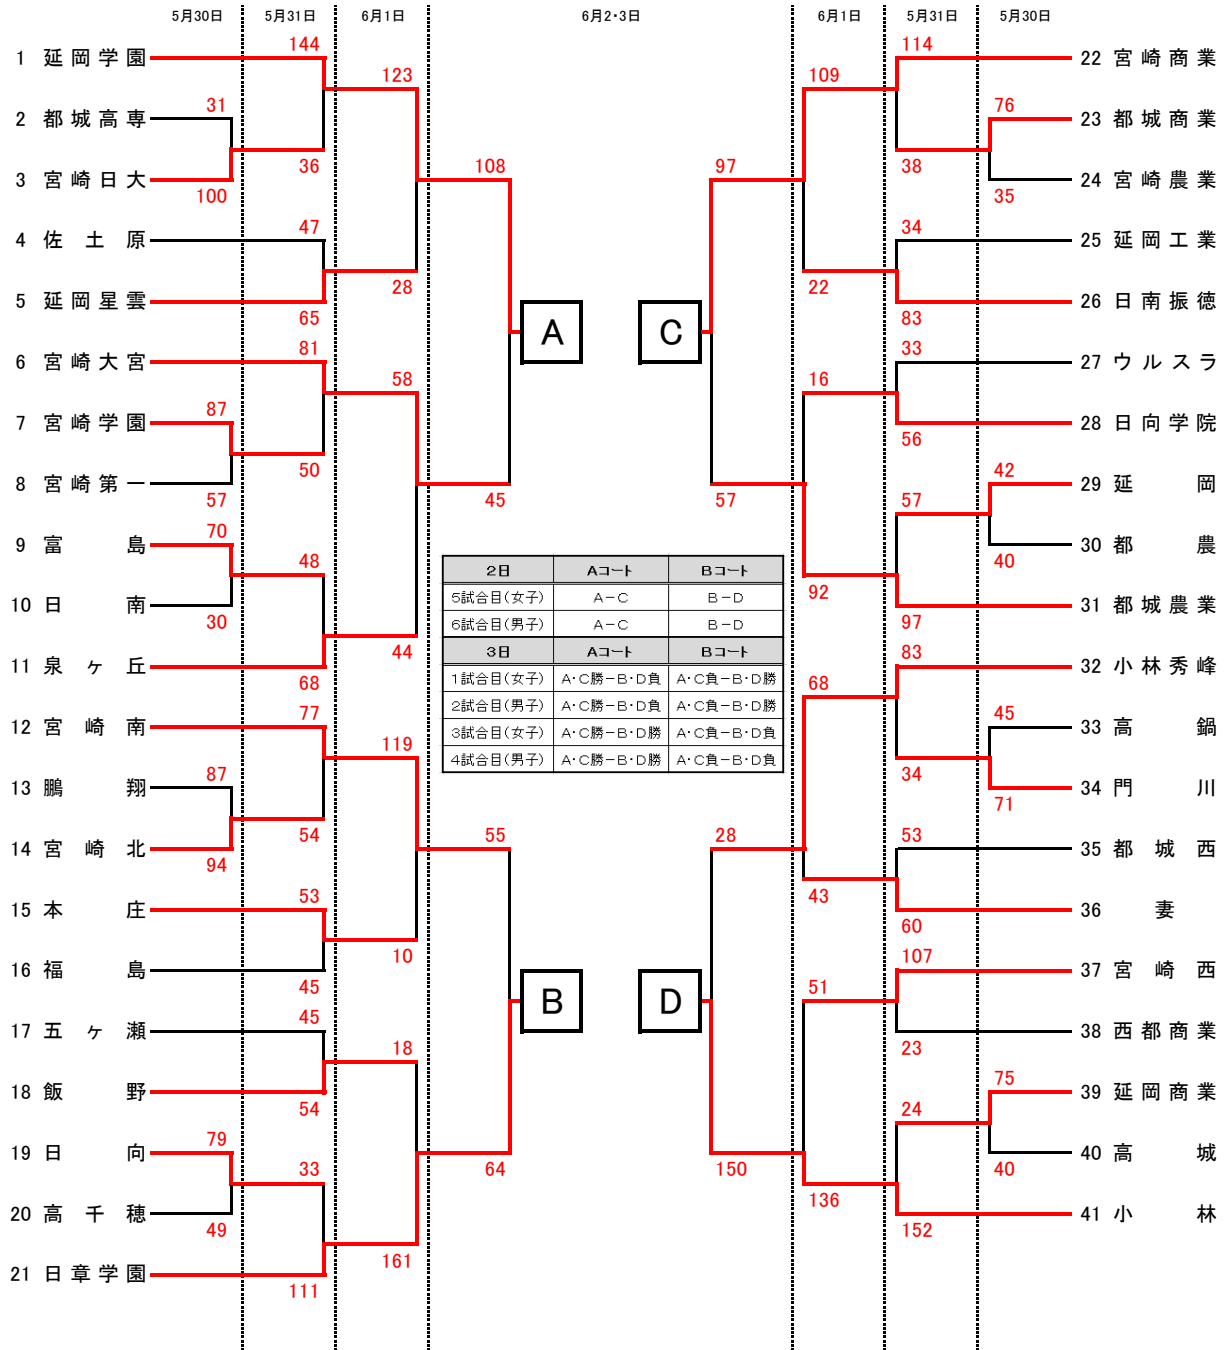 5月30日 5月31日 6月1日 6月2・3日 6月1日 5月31日 5月30日
144 114
1 延岡学園 22 宮崎商業
123 109
31 76
2 都城高専 23 都城商業
36 108 97 38
3 宮崎日大 24 宮崎農業
100 35
47 34
4 佐土原 25 延岡工業
28 22
5 延岡星雲 26 日南振徳
65 83
A C
81 33
6 宮崎大宮 27 ウルスラ
58 16
87
7 宮崎学園 28 日向学院
56
50 42
8 宮崎第一 29 延岡
57 45 57 57
70
9 富島 30 都農
48 40
2日 Aコート Bコート
5試合目(女子) A-C B-D
6試合目(男子) A-C B-D
3日 Aコート Bコート
1試合目(女子) A・C勝-B・D負 A・C負-B・D勝
2試合目(男子) A・C勝-B・D負 A・C負-B・D勝
3試合目(女子) A・C勝-B・D勝 A・C負-B・D負
4試合目(男子) A・C勝-B・D勝 A・C負-B・D負
92
10 日南 31 都城農業
30 97
44 83
11 泉ヶ丘 32 小林秀峰
68 68
77 45
12 宮崎南 33 高鍋
119
87 34
13 鵬翔 34 門川
71
54 55 28 53
14 宮崎北 35 都城西
94
53 43
15 本庄 36 妻
60
10 107
16 福島 37 宮崎西
45 51
B D
45
17 五ヶ瀬 38 西都商業
18 23
75
18 飯野 39 延岡商業
54 24
79
19 日向 40 高城
33 64 150 40
136
20 高千穂 41 小林
49 152
161
21 日章学園
111